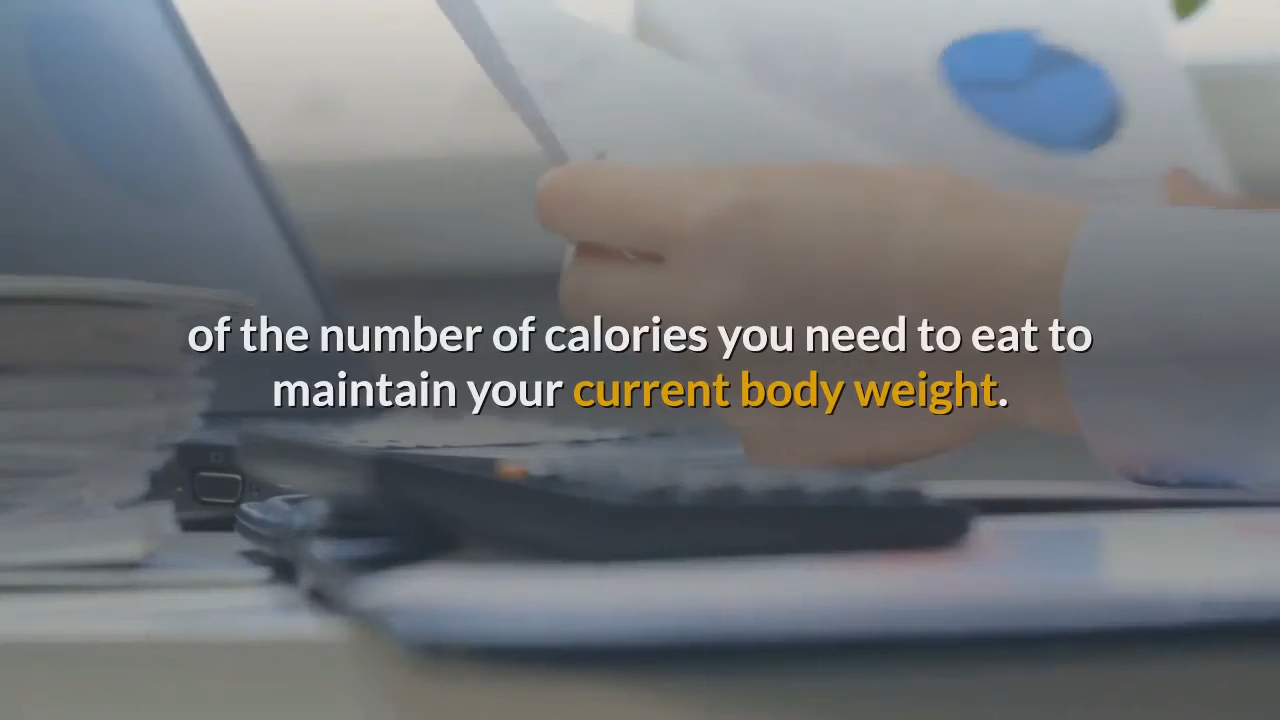 of the number of calories you need to eat to
maintain your current body weight.